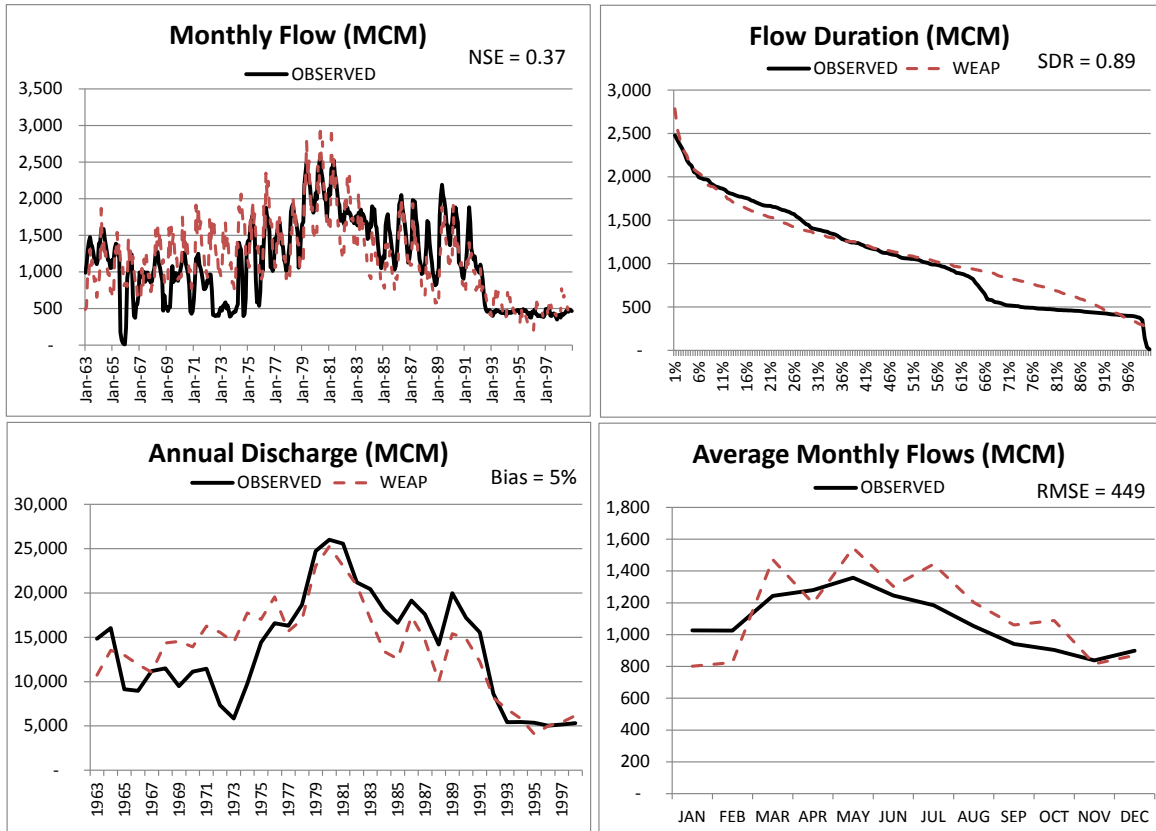 Monthly Flow (MCM)
NSE = 0.37
OBSERVED
3,500
3,000
2,500
2,000
1,500
1,000
500
-
Jan-63
Jan-65
Jan-67
Jan-69
Jan-71
Jan-73
Jan-75
Jan-77
Jan-79
Jan-81
Jan-83
Jan-85
Jan-87
Jan-89
Jan-91
Jan-93
Jan-95
Jan-97
Flow Duration (MCM)
SDR = 0.89
OBSERVED WEAP
3,000
2,500
2,000
1,500
1,000
500
-
1%
6%
11%
16%
21%
26%
31%
36%
41%
46%
51%
56%
61%
66%
71%
76%
81%
86%
91%
96%
Annual Discharge (MCM)
Bias = 5%
OBSERVED WEAP
30,000
25,000
20,000
15,000
10,000
5,000
-
1963
1965
1967
1969
1971
1973
1975
1977
1979
1981
1983
1985
1987
1989
1991
1993
1995
1997
Average Monthly Flows (MCM)
OBSERVED
RMSE = 449
1,800
1,600
1,400
1,200
1,000
800
600
400
200
-
JAN FEB MAR APR MAY JUN JUL AUG SEP OCT NOV DEC